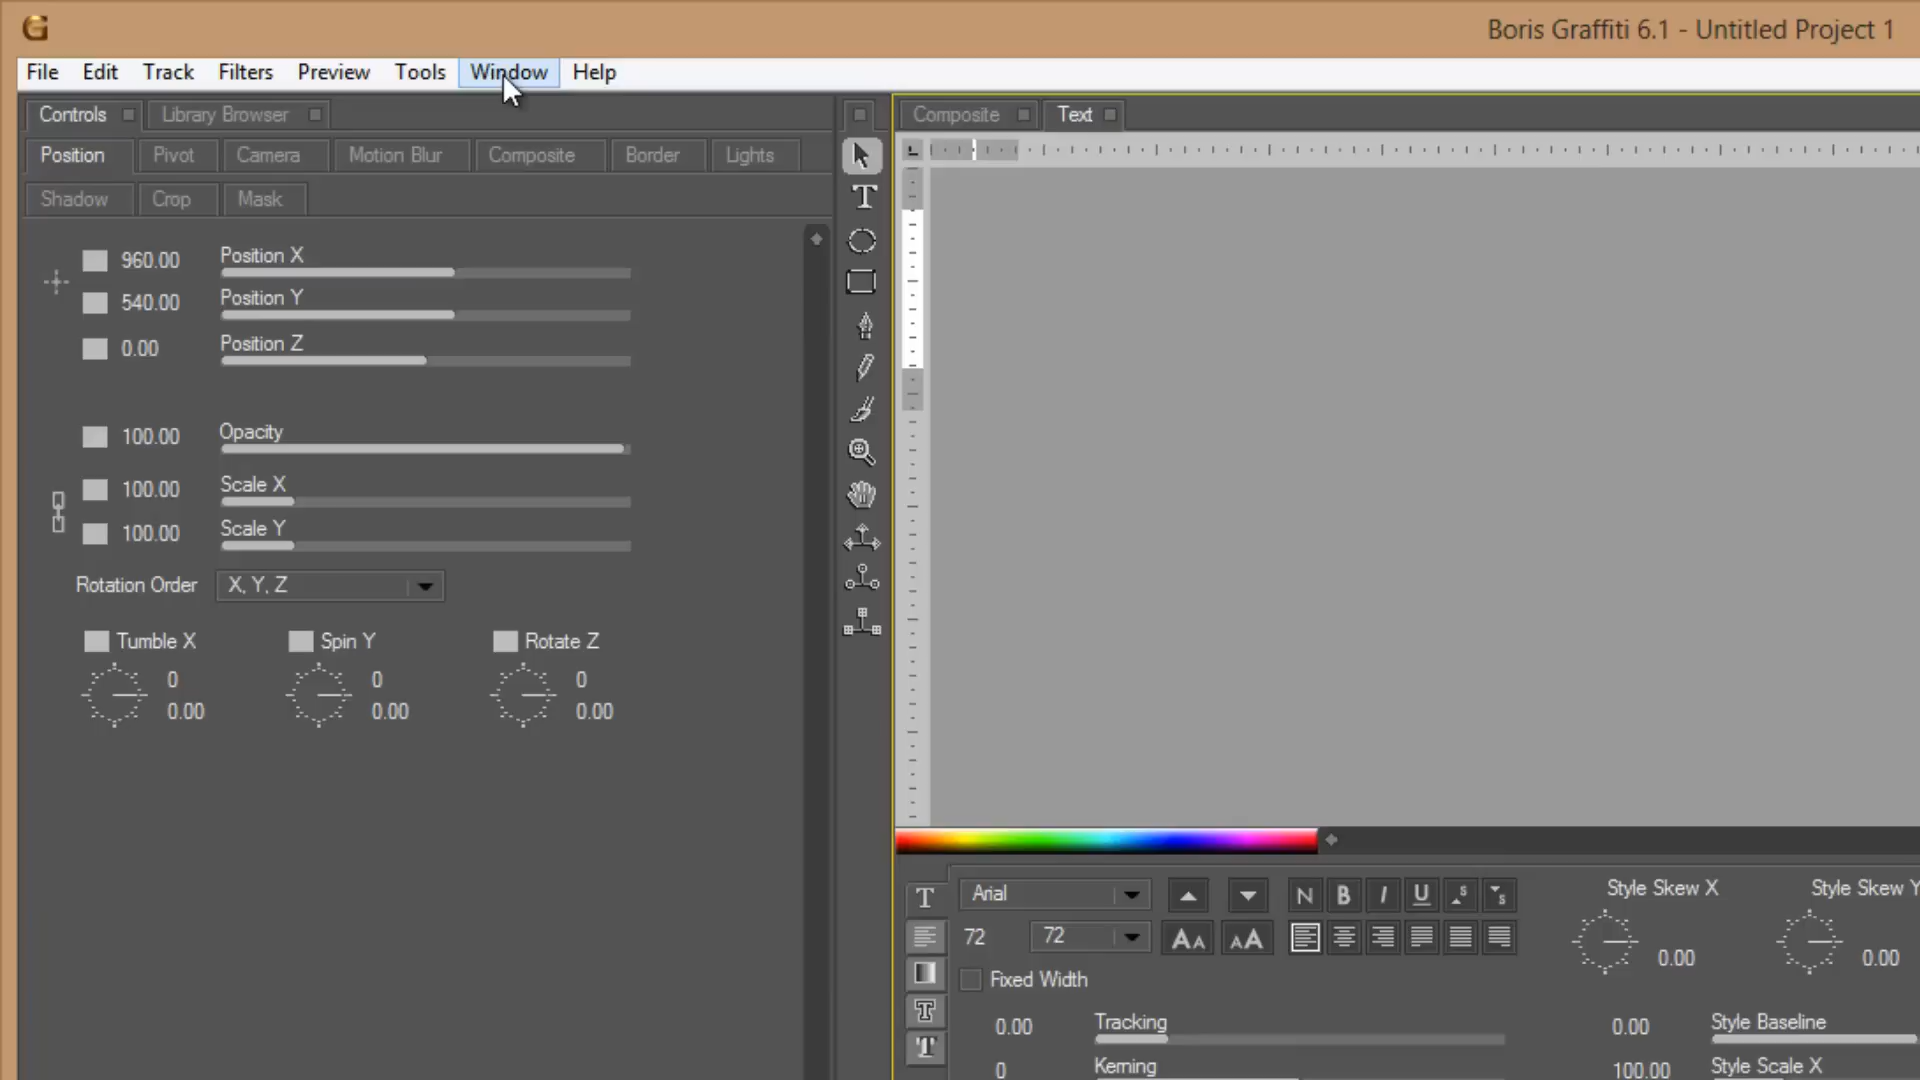 G
Boris Graffiti 6.1 - Untitled Project 1
File Edit Track Filters Preview Tools Window Help
Controls Library Browser Composite Text
Position Pivot Camera Motion Blur Composite Border Lights
Shadow Crop Mask
960.00 Position X
540.00 Position Y
0.00 Position Z
100.00 Opacity
100.00 Scale X
100.00 Scale Y
Rotation Order X, Y, Z
Tumble X Spin Y Rotate Z
0 0 0
0.00 0.00 0.00
L
T
T Arial N B I U S S Style Skew X Style Skew Y
72 72 AA AA 0.00 0.00
Fixed Width
T 0.00 Tracking 0.00 Style Baseline
T 0 Kerning 100.00 Style Scale X